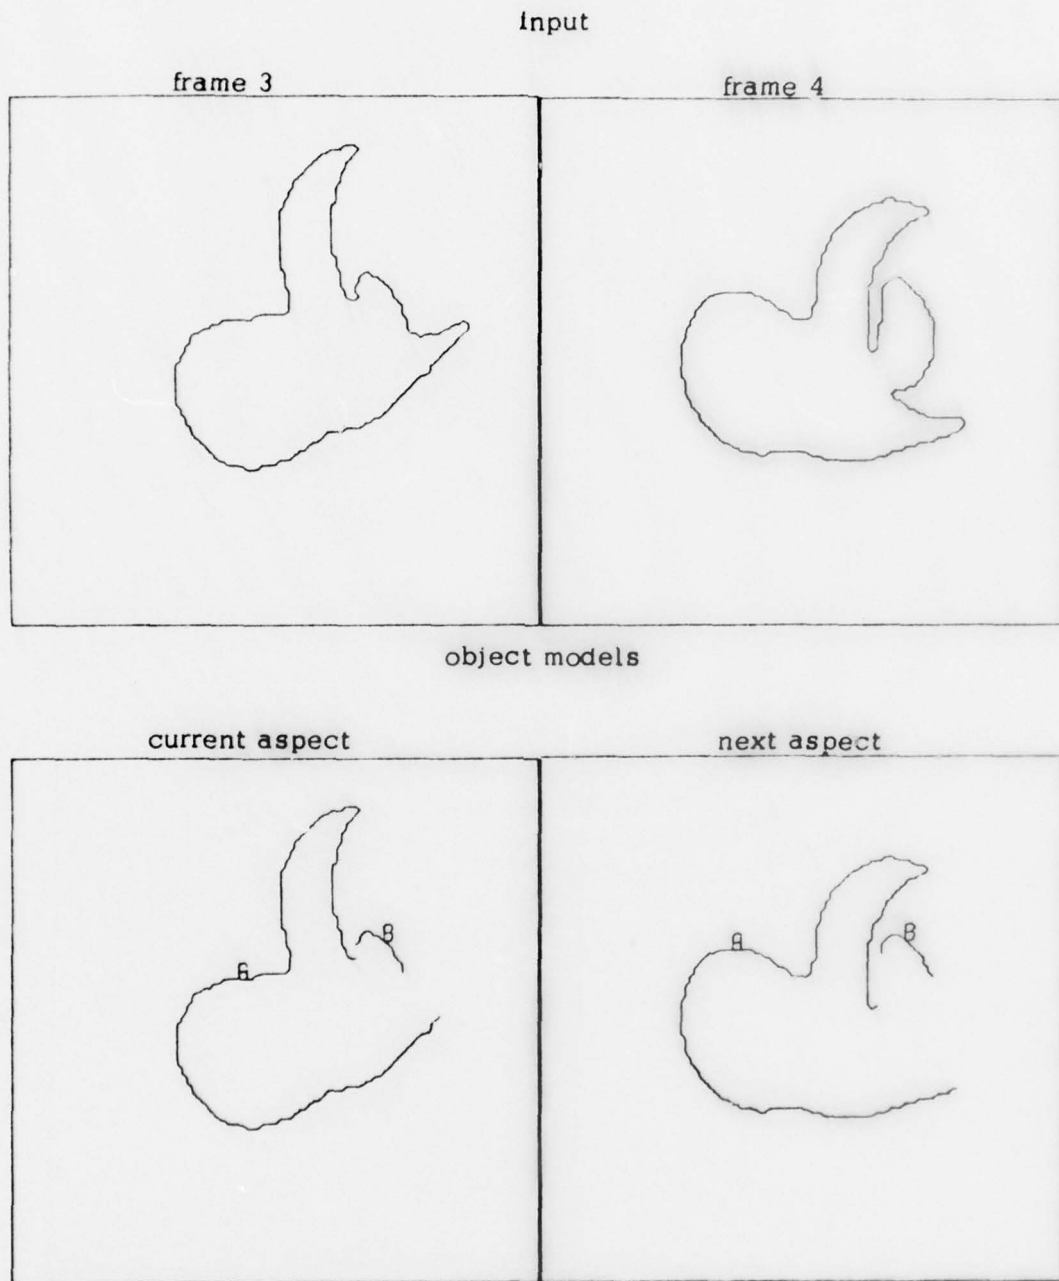 input
frame 3
frame 4
object models
current aspect
next aspect
B
B